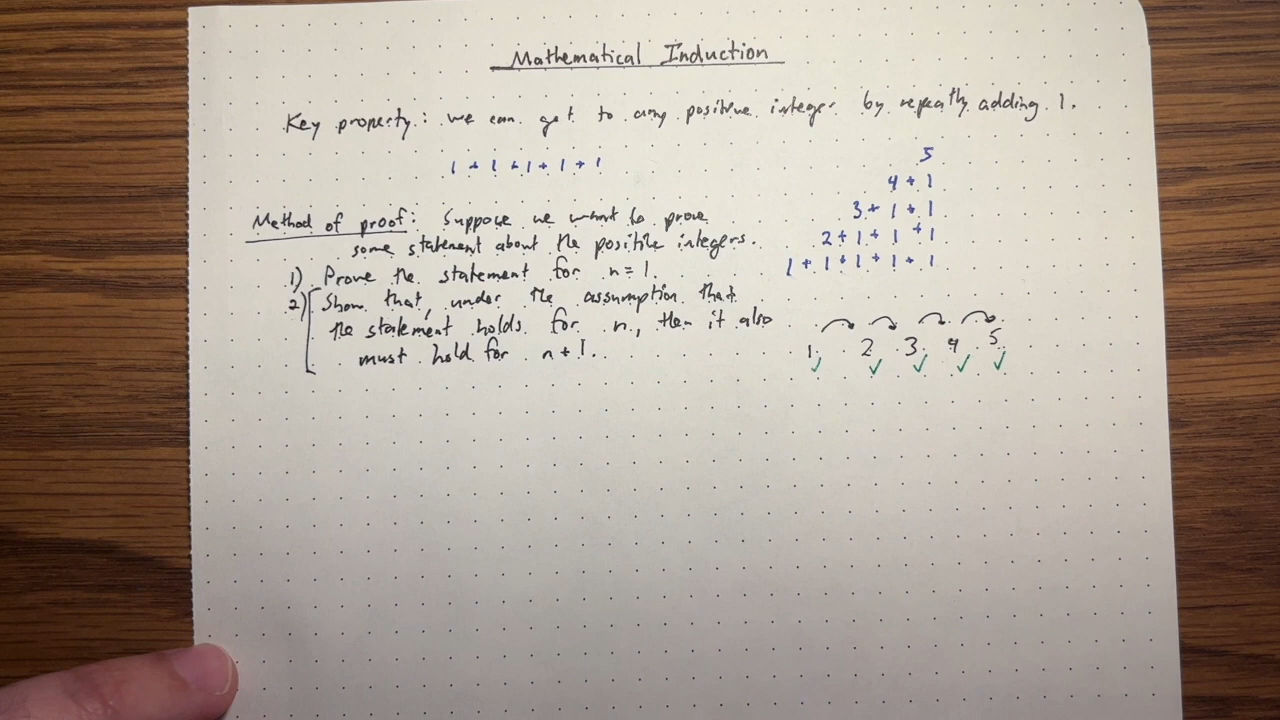 Mathematical Induction
Key property: we can get to any positive integer by repeatly adding 1.
1 + 1 + 1 + 1 + 1
5
4 + 1
3 + 1 + 1
2 + 1 + 1 + 1
1 + 1 + 1 + 1 + 1
Method of proof: Suppose we want to prove
some statement about the positive integers.
1) Prove the statement for n = 1.
2) Show that, under the assumption that
the statement holds for n, then it also
must hold for n + 1.
1 2 3 4 5
✓ ✓ ✓ ✓ ✓